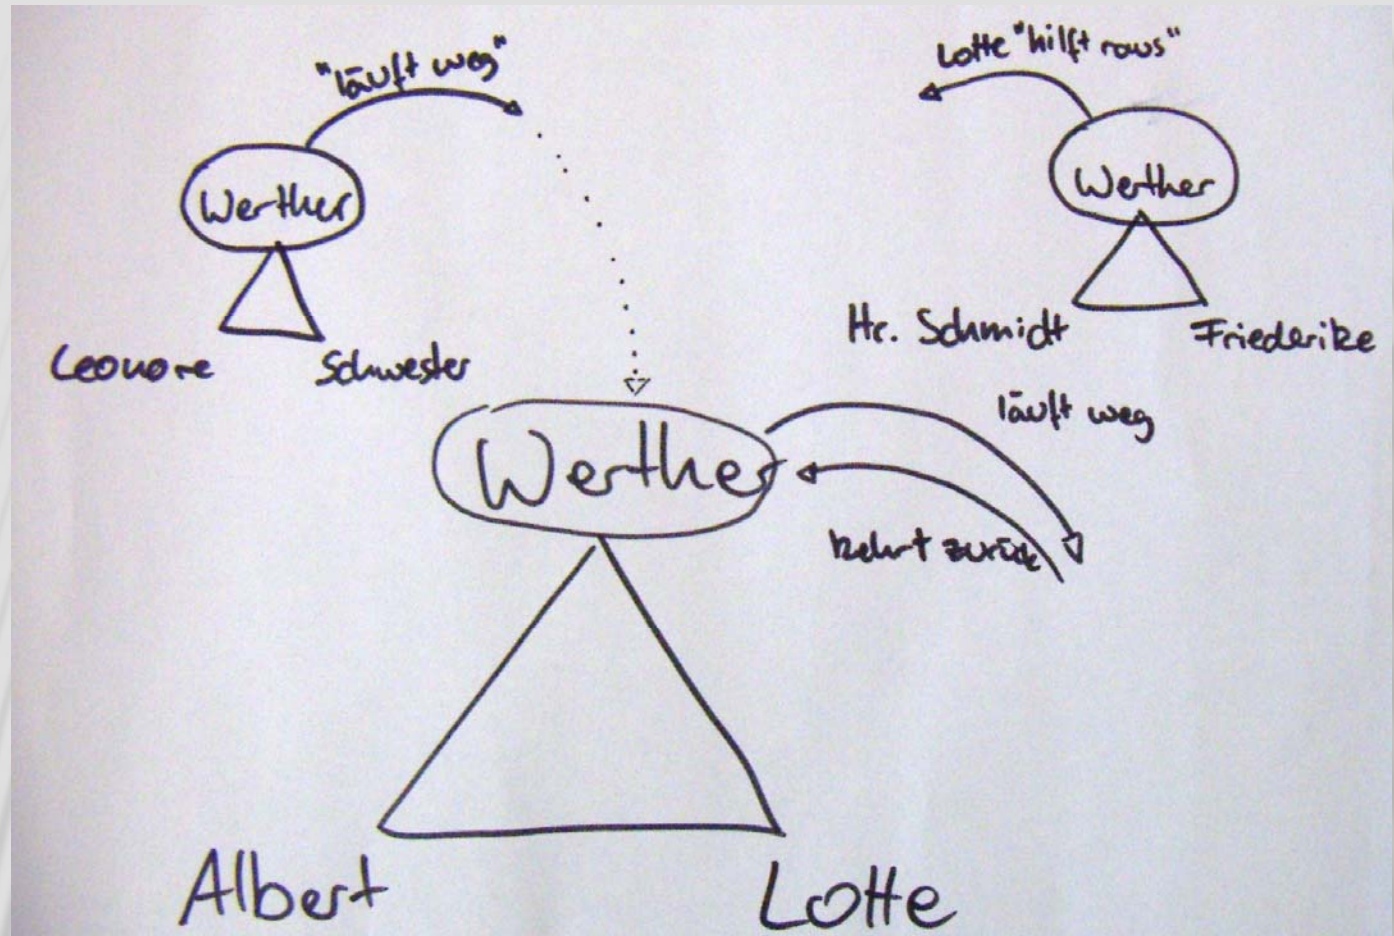 "läuft weg"
Werther
Leonore
Schwester
Lotte "hilft raus"
Werther
Hr. Schmidt
Friederike
Werther
läuft weg
kehrt zurück
Albert
Lotte